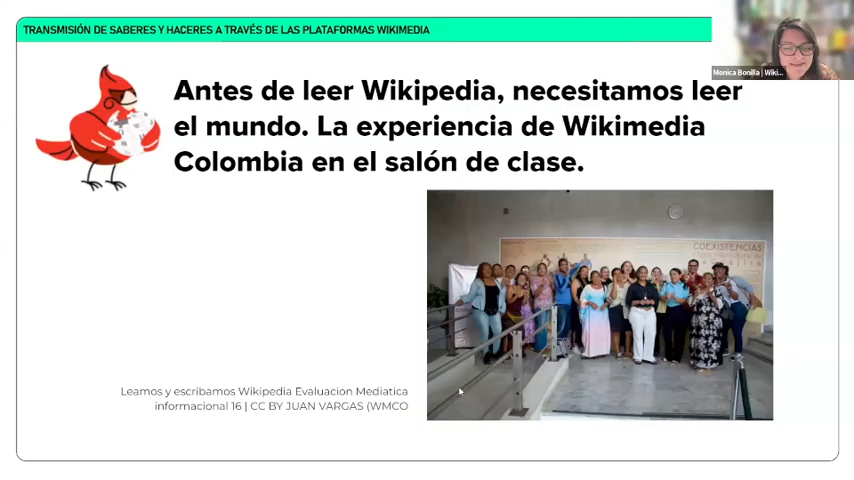 TRANSMISIÓN DE SABERES Y HACERES A TRAVÉS DE LAS PLATAFORMAS WIKIMEDIA
Monica Bonilla | Wiki...
Antes de leer Wikipedia, necesitamos leer
el mundo. La experiencia de Wikimedia
Colombia en el salón de clase.
COEXISTENCIAS
Leamos y escribamos Wikipedia Evaluacion Mediatica
informacional 16 | CC BY JUAN VARGAS (WMCO